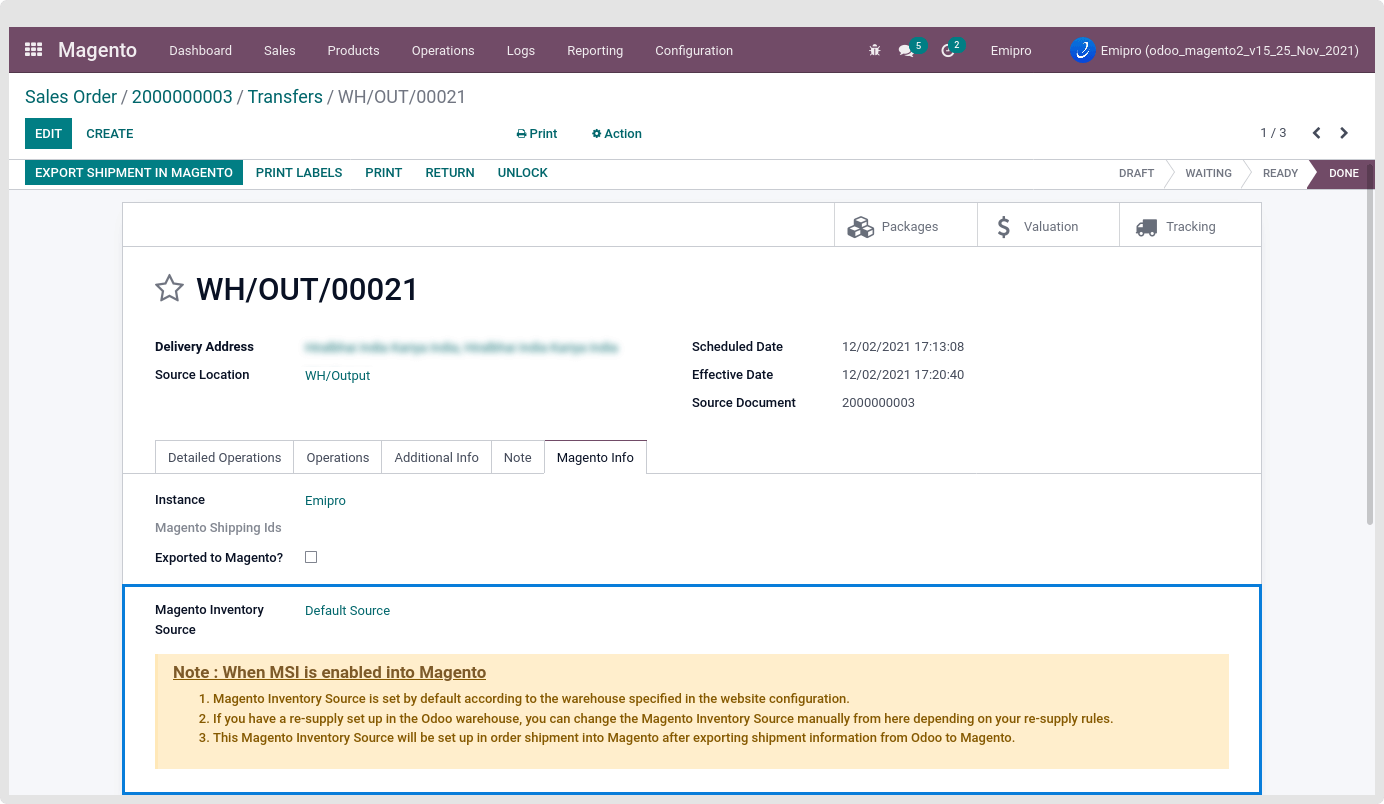 Magento Dashboard Sales Products Operations Logs Reporting Configuration 5 2 Emipro Emipro (odoo_magento2_v15_25_Nov_2021)
Sales Order / 2000000003 / Transfers / WH/OUT/00021
EDIT CREATE Print Action 1 / 3
EXPORT SHIPMENT IN MAGENTO PRINT LABELS PRINT RETURN UNLOCK DRAFT WAITING READY DONE
Packages Valuation Tracking
WH/OUT/00021
Delivery Address Scheduled Date 12/02/2021 17:13:08
Source Location WH/Output Effective Date 12/02/2021 17:20:40
Source Document 2000000003
Detailed Operations Operations Additional Info Note Magento Info
Instance Emipro
Magento Shipping Ids
Exported to Magento?
Magento Inventory Default Source
Source
Note : When MSI is enabled into Magento
1. Magento Inventory Source is set by default according to the warehouse specified in the website configuration.
2. If you have a re-supply set up in the Odoo warehouse, you can change the Magento Inventory Source manually from here depending on your re-supply rules.
3. This Magento Inventory Source will be set up in order shipment into Magento after exporting shipment information from Odoo to Magento.